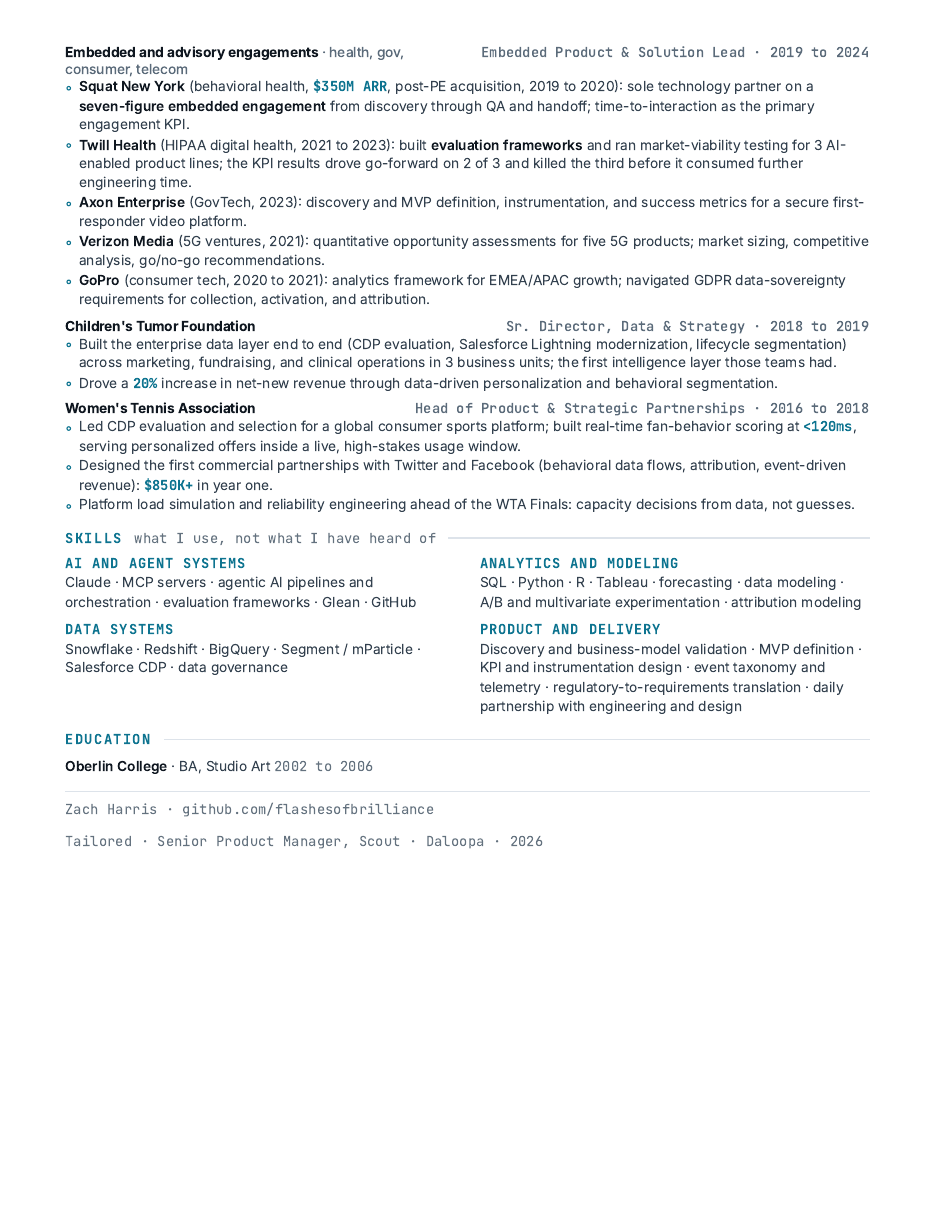 Embedded and advisory engagements · health, gov, Embedded Product & Solution Lead · 2019 to 2024
consumer, telecom
Squat New York (behavioral health, $350M ARR, post-PE acquisition, 2019 to 2020): sole technology partner on a
seven-figure embedded engagement from discovery through QA and handoff; time-to-interaction as the primary
engagement KPI.
Twill Health (HIPAA digital health, 2021 to 2023): built evaluation frameworks and ran market-viability testing for 3 AI-
enabled product lines; the KPI results drove go-forward on 2 of 3 and killed the third before it consumed further
engineering time.
Axon Enterprise (GovTech, 2023): discovery and MVP definition, instrumentation, and success metrics for a secure first-
responder video platform.
Verizon Media (5G ventures, 2021): quantitative opportunity assessments for five 5G products; market sizing, competitive
analysis, go/no-go recommendations.
GoPro (consumer tech, 2020 to 2021): analytics framework for EMEA/APAC growth; navigated GDPR data-sovereignty
requirements for collection, activation, and attribution.
Children's Tumor Foundation Sr. Director, Data & Strategy · 2018 to 2019
Built the enterprise data layer end to end (CDP evaluation, Salesforce Lightning modernization, lifecycle segmentation)
across marketing, fundraising, and clinical operations in 3 business units; the first intelligence layer those teams had.
Drove a 20% increase in net-new revenue through data-driven personalization and behavioral segmentation.
Women's Tennis Association Head of Product & Strategic Partnerships · 2016 to 2018
Led CDP evaluation and selection for a global consumer sports platform; built real-time fan-behavior scoring at <120ms,
serving personalized offers inside a live, high-stakes usage window.
Designed the first commercial partnerships with Twitter and Facebook (behavioral data flows, attribution, event-driven
revenue): $850K+ in year one.
Platform load simulation and reliability engineering ahead of the WTA Finals: capacity decisions from data, not guesses.
SKILLS what I use, not what I have heard of
AI AND AGENT SYSTEMS
Claude · MCP servers · agentic AI pipelines and
orchestration · evaluation frameworks · Glean · GitHub
ANALYTICS AND MODELING
SQL · Python · R · Tableau · forecasting · data modeling ·
A/B and multivariate experimentation · attribution modeling
DATA SYSTEMS
Snowflake · Redshift · BigQuery · Segment / mParticle ·
Salesforce CDP · data governance
PRODUCT AND DELIVERY
Discovery and business-model validation · MVP definition ·
KPI and instrumentation design · event taxonomy and
telemetry · regulatory-to-requirements translation · daily
partnership with engineering and design
EDUCATION
Oberlin College · BA, Studio Art 2002 to 2006
Zach Harris · github.com/flashesofbrilliance
Tailored · Senior Product Manager, Scout · Daloopa · 2026